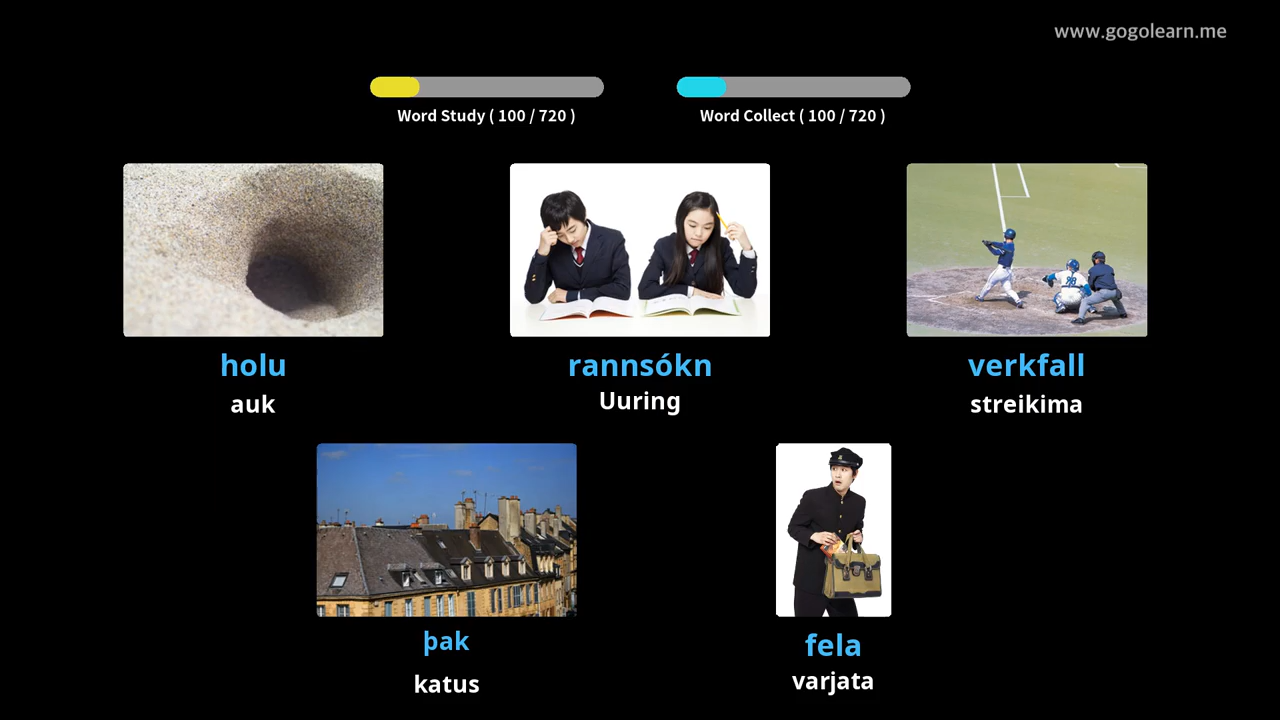 www.gogolearn.me
Word Study ( 100 / 720 )
Word Collect ( 100 / 720 )
holu
auk
rannsókn
Uuring
verkfall
streikima
þak
katus
fela
varjata